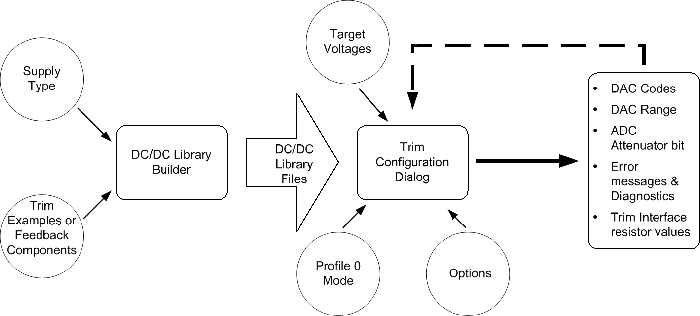 Supply
Type
Trim
Examples or
Feedback
Components
DC/DC Library
Builder
DC/DC
Library
Files
Target
Voltages
Trim
Configuration
Dialog
Profile 0
Mode
Options
• DAC Codes
• DAC Range
• ADC
Attenuator bit
• Error
messages &
Diagnostics
• Trim Interface
resistor values